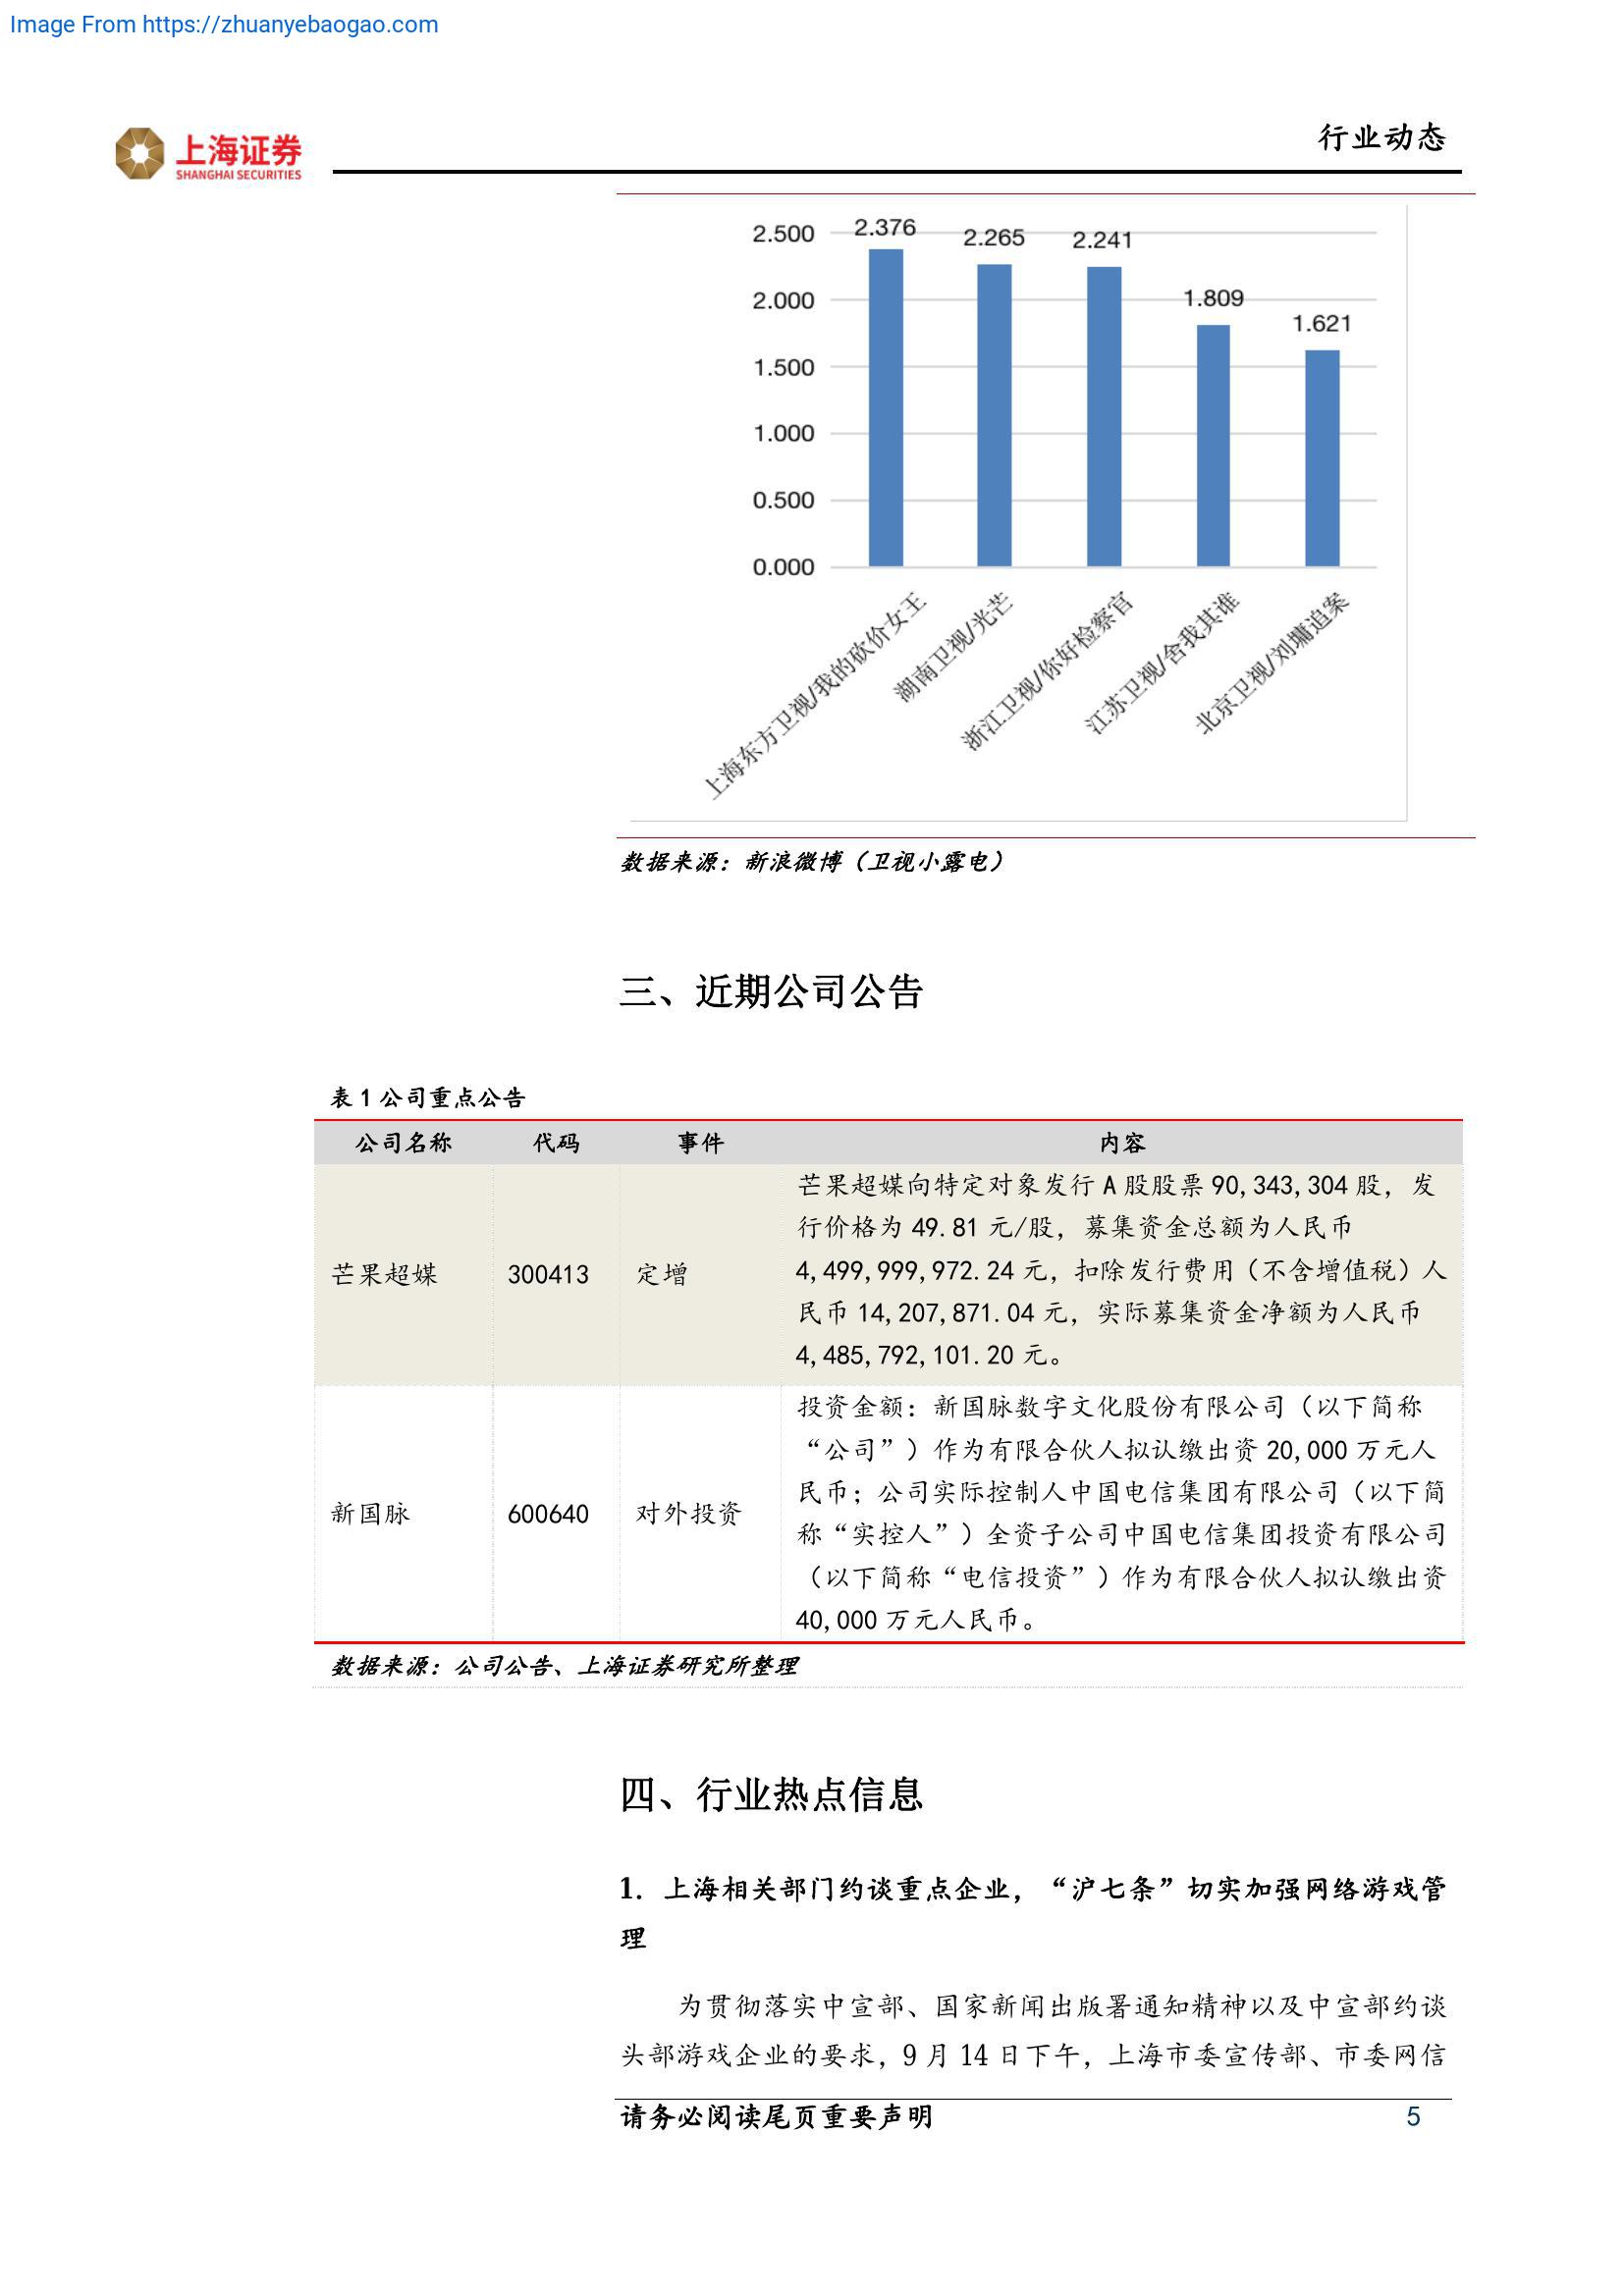 Image From https://zhuanyebaogao.com
上海证券
SHANGHAI SECURITIES
行业动态
2.500
2.000
1.500
1.000
0.500
0.000
2.376
2.265
2.241
1.809
1.621
上海东方卫视/我的砍价女王
湖南卫视/光芒
浙江卫视/你好检察官
江苏卫视/舍我其谁
北京卫视/刘墉追案
数据来源：新浪微博（卫视小露电）
三、近期公司公告
表 1 公司重点公告
公司名称 代码 事件 内容
芒果超媒 300413 定增
芒果超媒向特定对象发行 A 股股票 90,343,304 股，发
行价格为 49.81 元/股，募集资金总额为人民币
4,499,999,972.24 元，扣除发行费用（不含增值税）人
民币 14,207,871.04 元，实际募集资金净额为人民币
4,485,792,101.20 元。
新国脉 600640 对外投资
投资金额：新国脉数字文化股份有限公司（以下简称
“公司”）作为有限合伙人拟认缴出资 20,000 万元人
民币；公司实际控制人中国电信集团有限公司（以下简
称“实控人”）全资子公司中国电信集团投资有限公司
（以下简称“电信投资”）作为有限合伙人拟认缴出资
40,000 万元人民币。
数据来源：公司公告、上海证券研究所整理
四、行业热点信息
1. 上海相关部门约谈重点企业，“沪七条”切实加强网络游戏管
理
为贯彻落实中宣部、国家新闻出版署通知精神以及中宣部约谈
头部游戏企业的要求，9 月 14 日下午，上海市委宣传部、市委网信
请务必阅读尾页重要声明 5